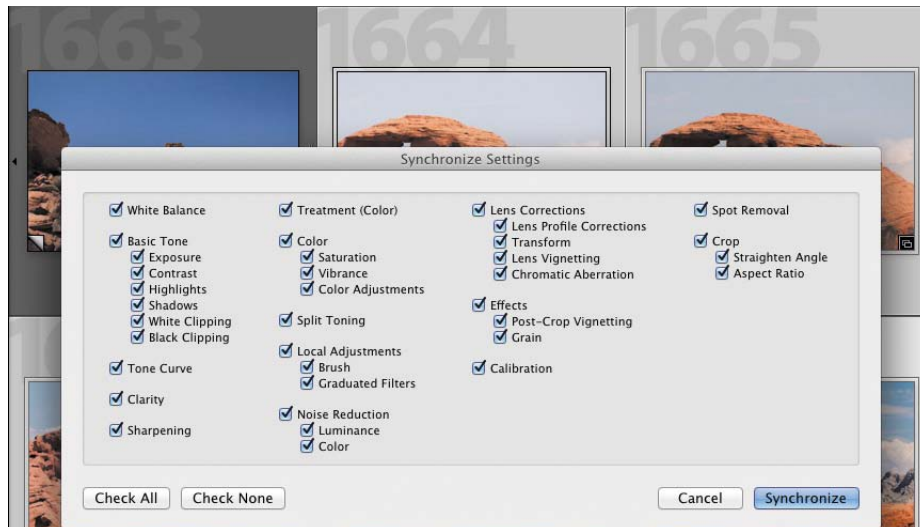 1663
1664
1665
Synchronize Settings
White Balance
Basic Tone
Exposure
Contrast
Highlights
Shadows
White Clipping
Black Clipping
Tone Curve
Clarity
Sharpening
Treatment (Color)
Color
Saturation
Vibrance
Color Adjustments
Split Toning
Local Adjustments
Brush
Graduated Filters
Noise Reduction
Luminance
Color
Lens Corrections
Lens Profile Corrections
Transform
Lens Vignetting
Chromatic Aberration
Effects
Post-Crop Vignetting
Grain
Calibration
Spot Removal
Crop
Straighten Angle
Aspect Ratio
Check All
Check None
Cancel
Synchronize